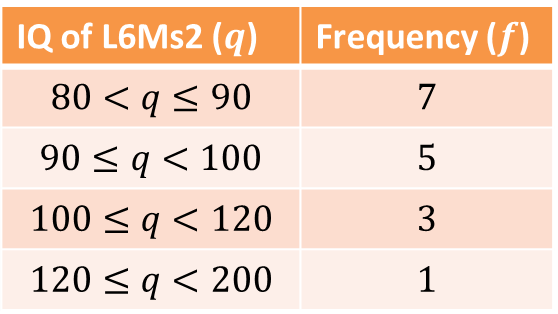 IQ of L6Ms2 (q) Frequency (f)
80 < q ≤ 90 7
90 ≤ q < 100 5
100 ≤ q < 120 3
120 ≤ q < 200 1